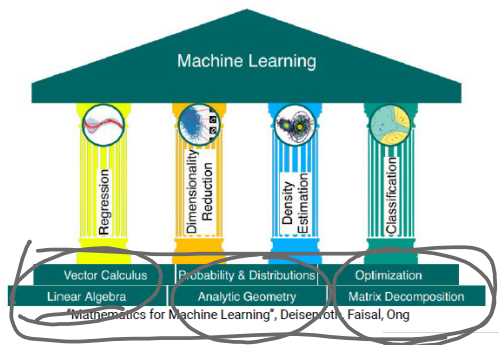 Machine Learning
Regression
Dimensionality
Reduction
Density
Estimation
Classification
Vector Calculus
Probability & Distributions
Optimization
Linear Algebra
Analytic Geometry
Matrix Decomposition
"Mathematics for Machine Learning", Deisenroth, Faisal, Ong